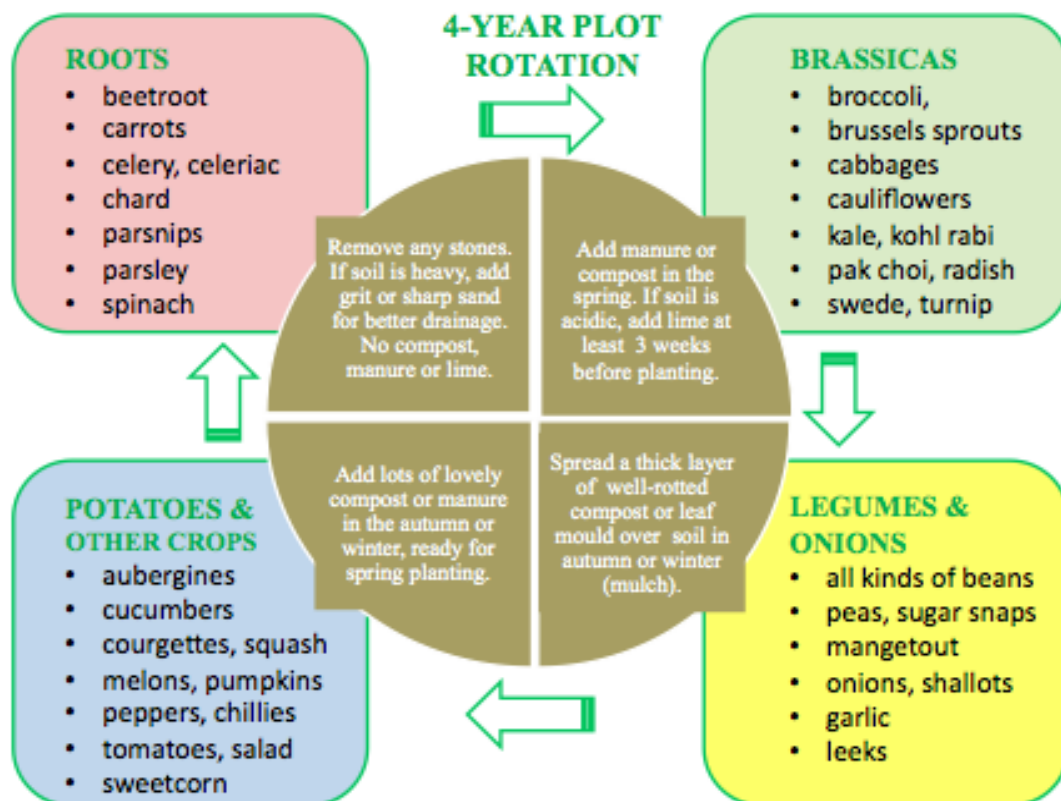 4-YEAR PLOT
ROTATION
ROOTS
• beetroot
• carrots
• celery, celeriac
• chard
• parsnips
• parsley
• spinach
BRASSICAS
• broccoli,
• brussels sprouts
• cabbages
• cauliflowers
• kale, kohl rabi
• pak choi, radish
• swede, turnip
Remove any stones.
If soil is heavy, add
grit or sharp sand
for better drainage.
No compost,
manure or lime.
Add manure or
compost in the
spring. If soil is
acidic, add lime at
least 3 weeks
before planting.
Add lots of lovely
compost or manure
in the autumn or
winter, ready for
spring planting.
Spread a thick layer
of well-rotted
compost or leaf
mould over soil in
autumn or winter
(mulch).
POTATOES &
OTHER CROPS
• aubergines
• cucumbers
• courgettes, squash
• melons, pumpkins
• peppers, chillies
• tomatoes, salad
• sweetcorn
LEGUMES &
ONIONS
• all kinds of beans
• peas, sugar snaps
• mangetout
• onions, shallots
• garlic
• leeks